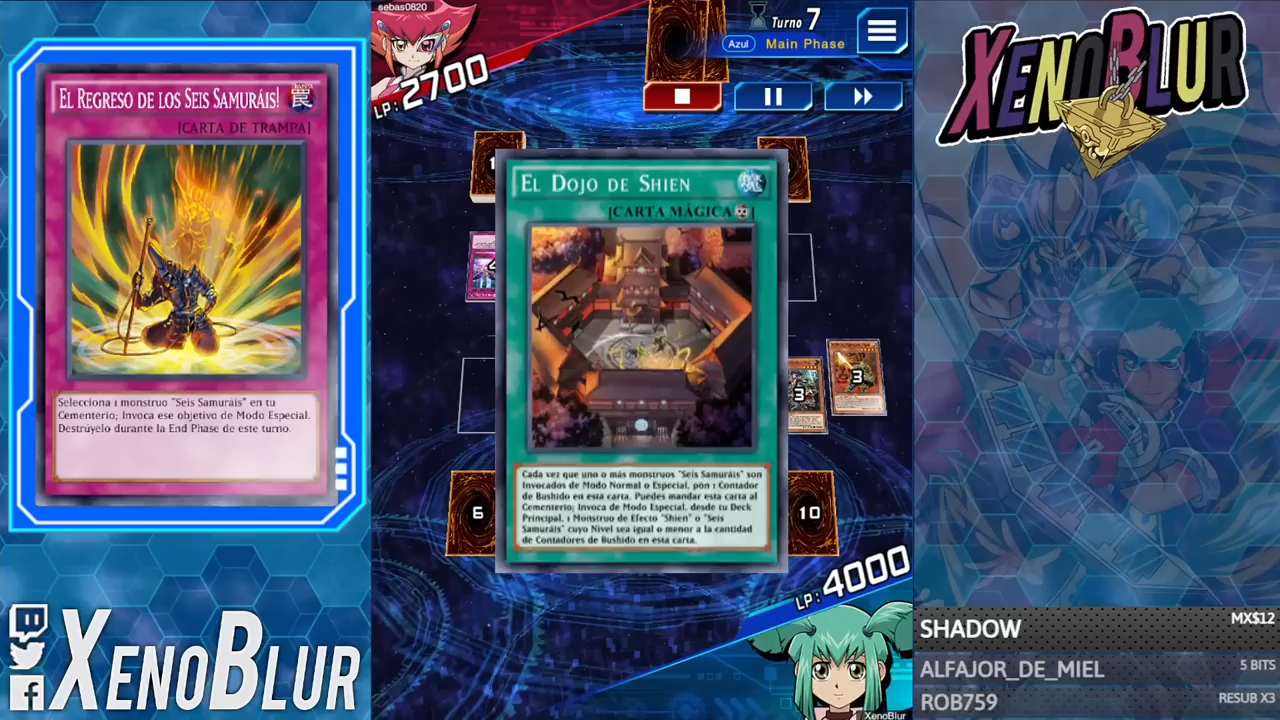 EL REGRESO DE LOS SEIS SAMURÁIS!
[CARTA DE TRAMPA]
Selecciona 1 monstruo "Seis Samuráis" en tu
Cementerio; Invoca ese objetivo de Modo Especial.
Destrúyelo durante la End Phase de este turno.
XENOBLUR
sebas0820
LP: 2700
Turno 7
Azul Main Phase
EL DOJO DE SHIEN
[CARTA MÁGICA]
Cada vez que uno o más monstruos "Seis Samuráis" son
Invocados de Modo Normal o Especial, pon 1 Contador
de Bushido en esta carta. Puedes mandar esta carta al
Cementerio; Invoca de Modo Especial, desde tu Deck
Principal, 1 Monstruo de Efecto "Shien" o "Seis
Samuráis" cuyo Nivel sea igual o menor a la cantidad
de Contadores de Bushido en esta carta.
3
3
6
10
LP: 4000
XenoBlur
XENOBLUR
SHADOW MX$12
ALFAJOR_DE_MIEL 5 BITS
ROB759 RESUB X3